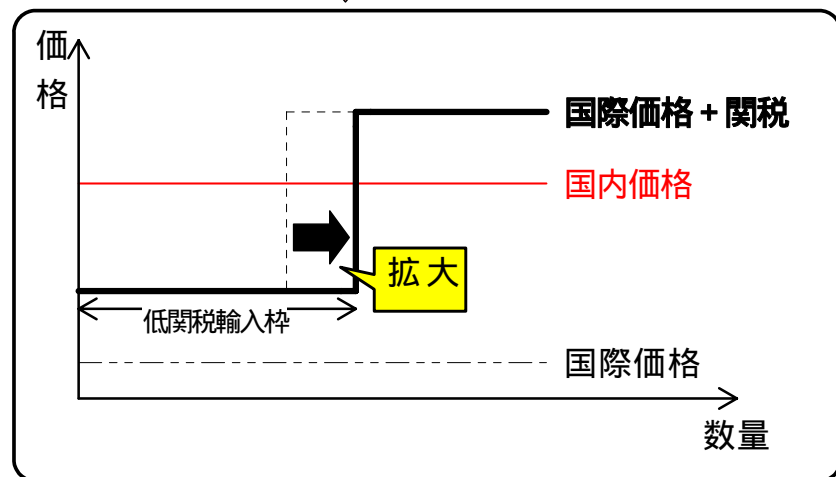 価格
国際価格+関税
国内価格
拡大
低関税輸入枠
国際価格
数量